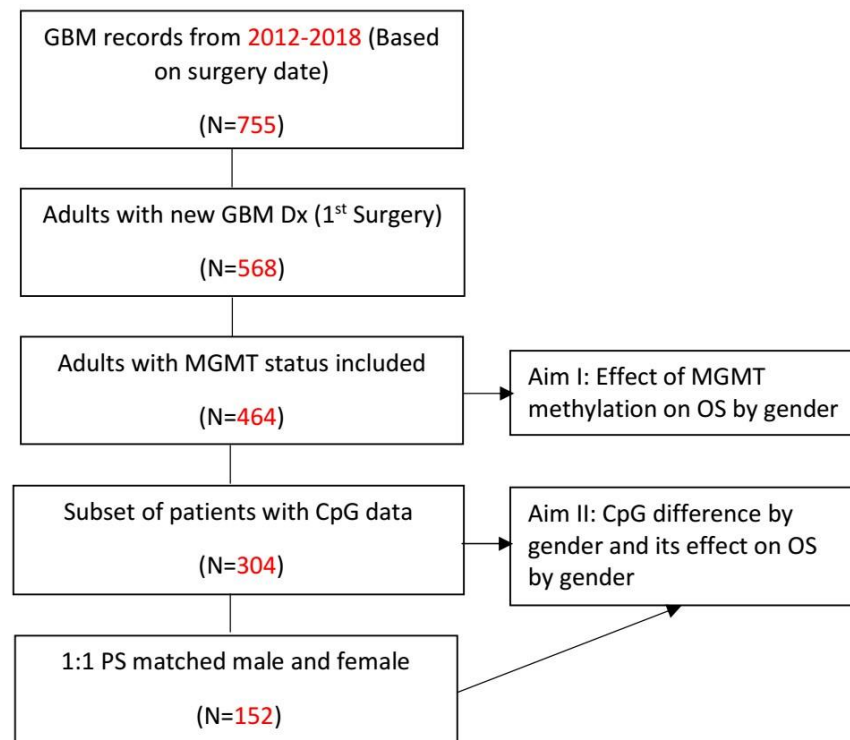 GBM records from 2012-2018 (Based
on surgery date)
(N=755)
Adults with new GBM Dx (1st Surgery)
(N=568)
Adults with MGMT status included
(N=464)
Aim I: Effect of MGMT
methylation on OS by gender
Subset of patients with CpG data
(N=304)
Aim II: CpG difference by
gender and its effect on OS
by gender
1:1 PS matched male and female
(N=152)